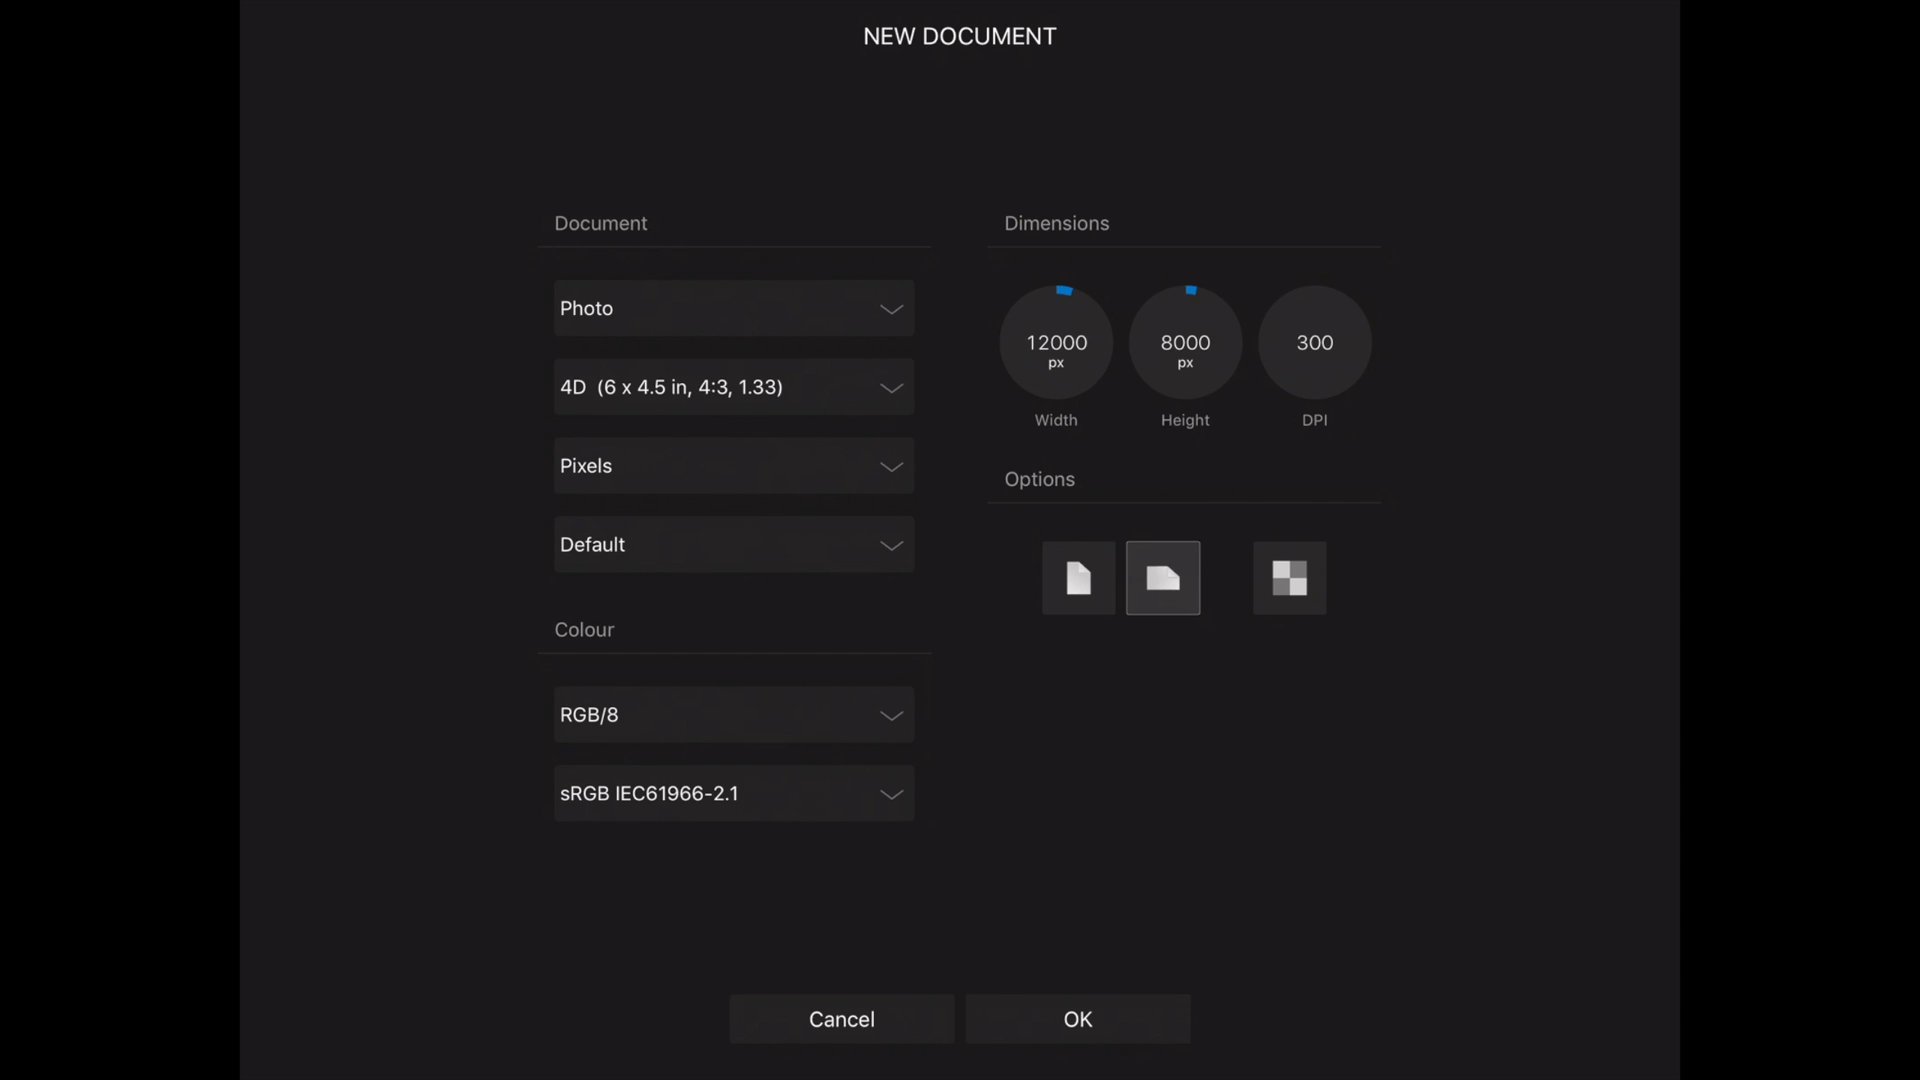 NEW DOCUMENT
Document
Photo
4D (6 x 4.5 in, 4:3, 1.33)
Pixels
Default
Colour
RGB/8
sRGB IEC61966-2.1
Dimensions
12000 px
Width
8000 px
Height
300
DPI
Options
Cancel
OK